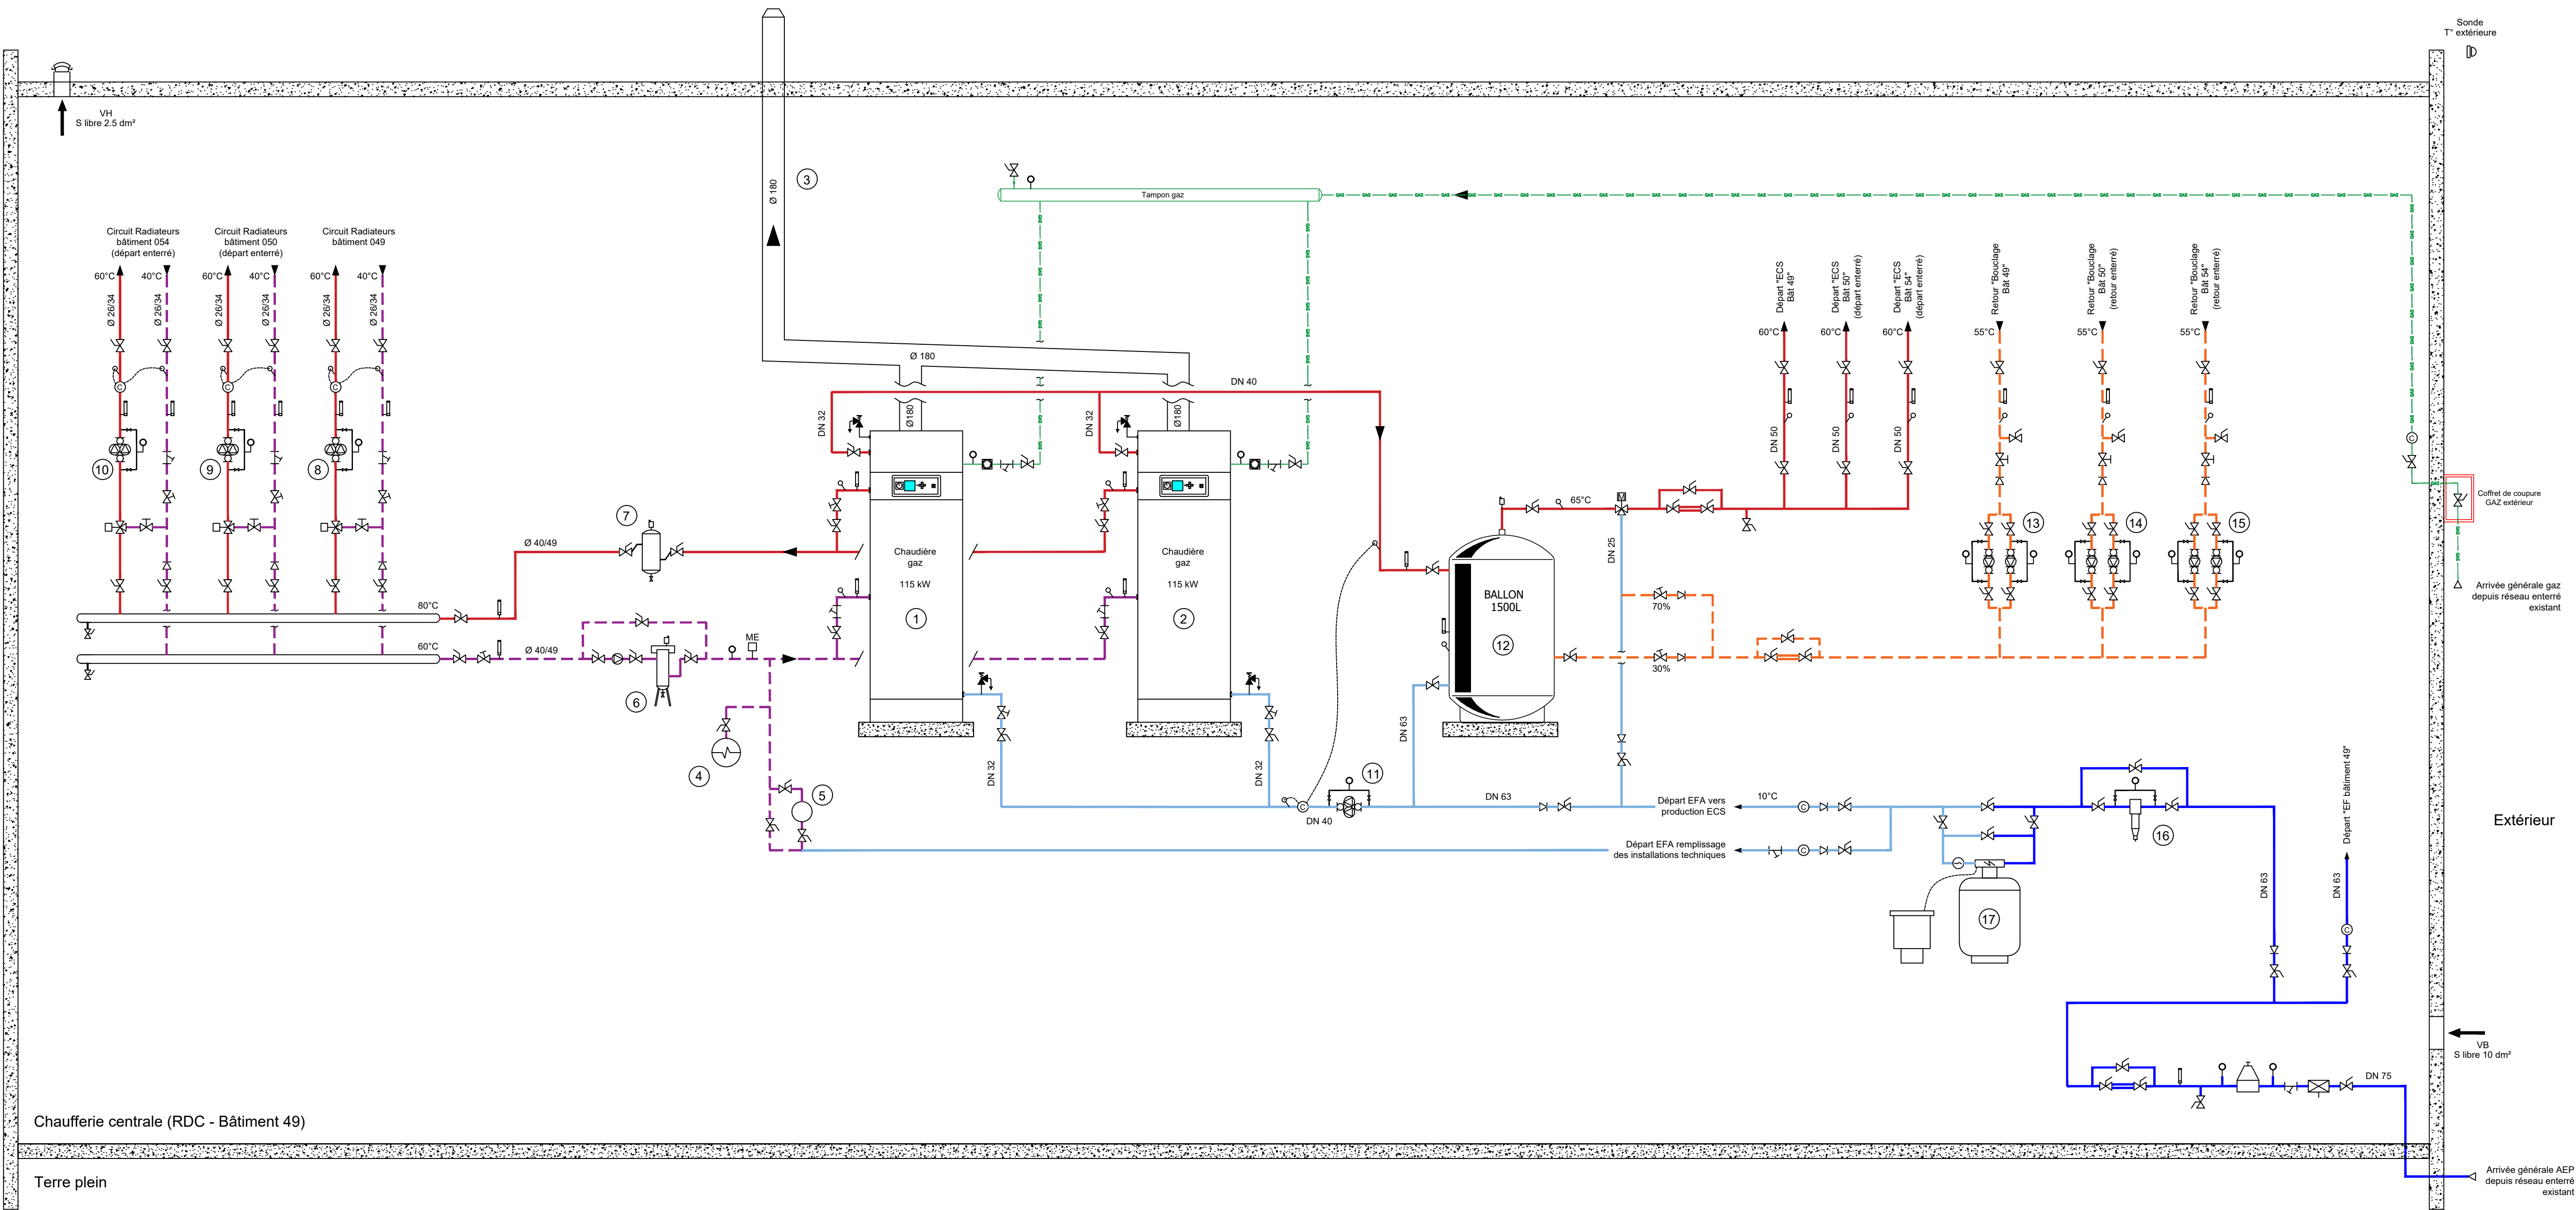 Sonde
T° extérieure
VH
S libre 2.5 dm²
Ø 180
3
Tampon gaz
GAS
Circuit Radiateurs
bâtiment 054
(départ enterré)
Circuit Radiateurs
bâtiment 050
(départ enterré)
Circuit Radiateurs
bâtiment 049
60°C
40°C
60°C
40°C
60°C
40°C
Ø 26/34
Ø 26/34
Ø 26/34
Ø 26/34
Ø 26/34
Ø 26/34
C
C
C
10
9
8
Ø 180
DN 40
DN 32
Ø180
DN 32
Ø180
Départ "ECS
Bât 49"
Départ "ECS
Bât 50"
(départ enterré)
Départ "ECS
Bât 54"
(départ enterré)
Retour "Bouclage
Bât 49"
Retour "Bouclage
Bât 50"
(retour enterré)
Retour "Bouclage
Bât 54"
(retour enterré)
60°C
60°C
60°C
55°C
55°C
55°C
DN 50
DN 50
DN 50
C
Coffret de coupure
GAZ extérieur
Arrivée générale gaz
depuis réseau enterré
existant
65°C
M
DN 25
13
14
15
7
Ø 40/49
Chaudière
gaz
115 kW
1
Chaudière
gaz
115 kW
2
BALLON
1500L
12
70%
30%
80°C
60°C
Ø 40/49
ME
6
4
5
DN 32
DN 32
DN 63
C
DN 40
11
DN 63
Départ EFA vers
production ECS
10°C
C
Départ EFA remplissage
des installations techniques
C
16
17
DN 63
DN 63
Départ "EF bâtiment 49"
C
Extérieur
VB
S libre 10 dm²
DN 75
Chaufferie centrale (RDC - Bâtiment 49)
Terre plein
Arrivée générale AEP
depuis réseau enterré
existant